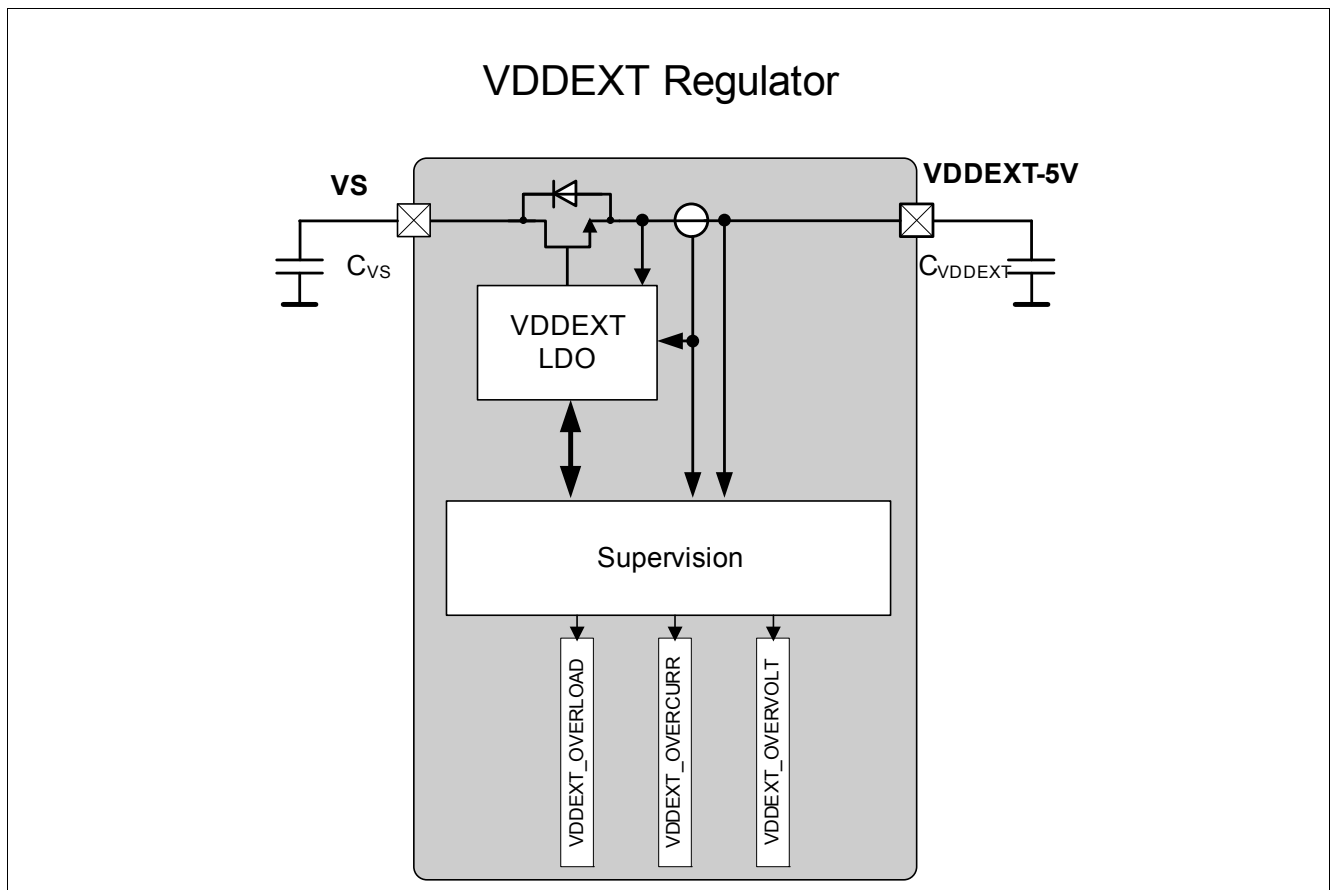 VDDEXT Regulator
VS
VDDEXT-5V
CVS
CVDDEXT
VDDEXT
LDO
Supervision
VDDEXT_OVERLOAD
VDDEXT_OVERCURR
VDDEXT_OVERVOLT